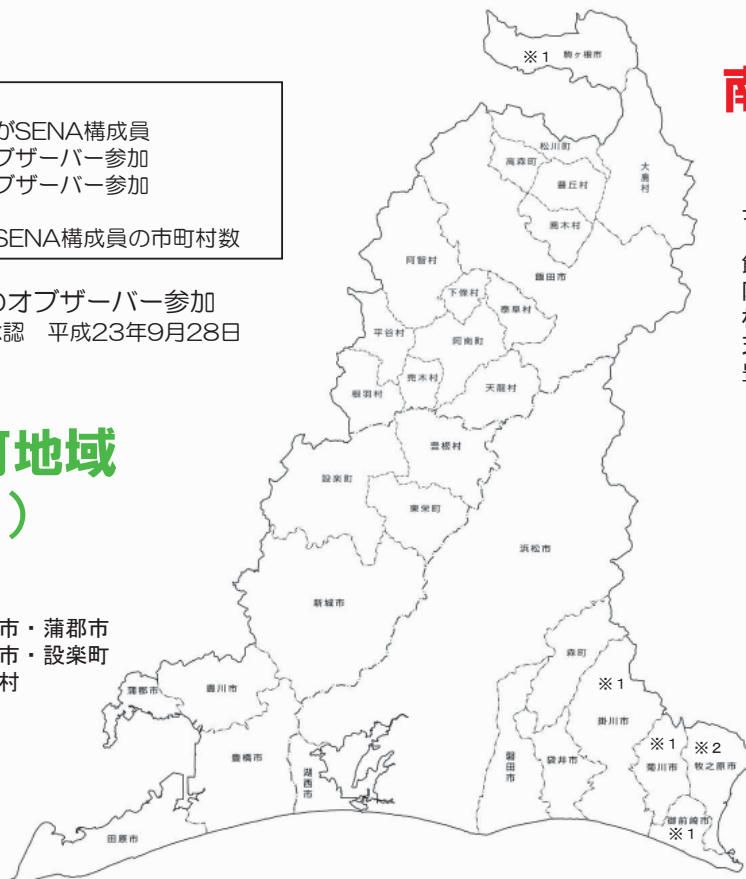 がSENA構成員
ブザーバー参加
ブザーバー参加
SENA構成員の市町村数
のオブザーバー参加
認　平成23年9月28日
町地域
）
市・蒲郡市
市・設楽町
村
南
※1 駒ヶ根市
松川町
高森町
大鹿村
豊丘村
喬木村
阿智村
飯田市
下條村
泰阜村
平谷村
阿南町
売木村
天龍村
根羽村
豊根村
設楽町
東栄町
浜松市
新城市
森町
※1
掛川市
蒲郡市
豊川市
※1
菊川市
※2
牧之原市
豊橋市
湖西市
磐田市
袋井市
御前崎市
※1
田原市